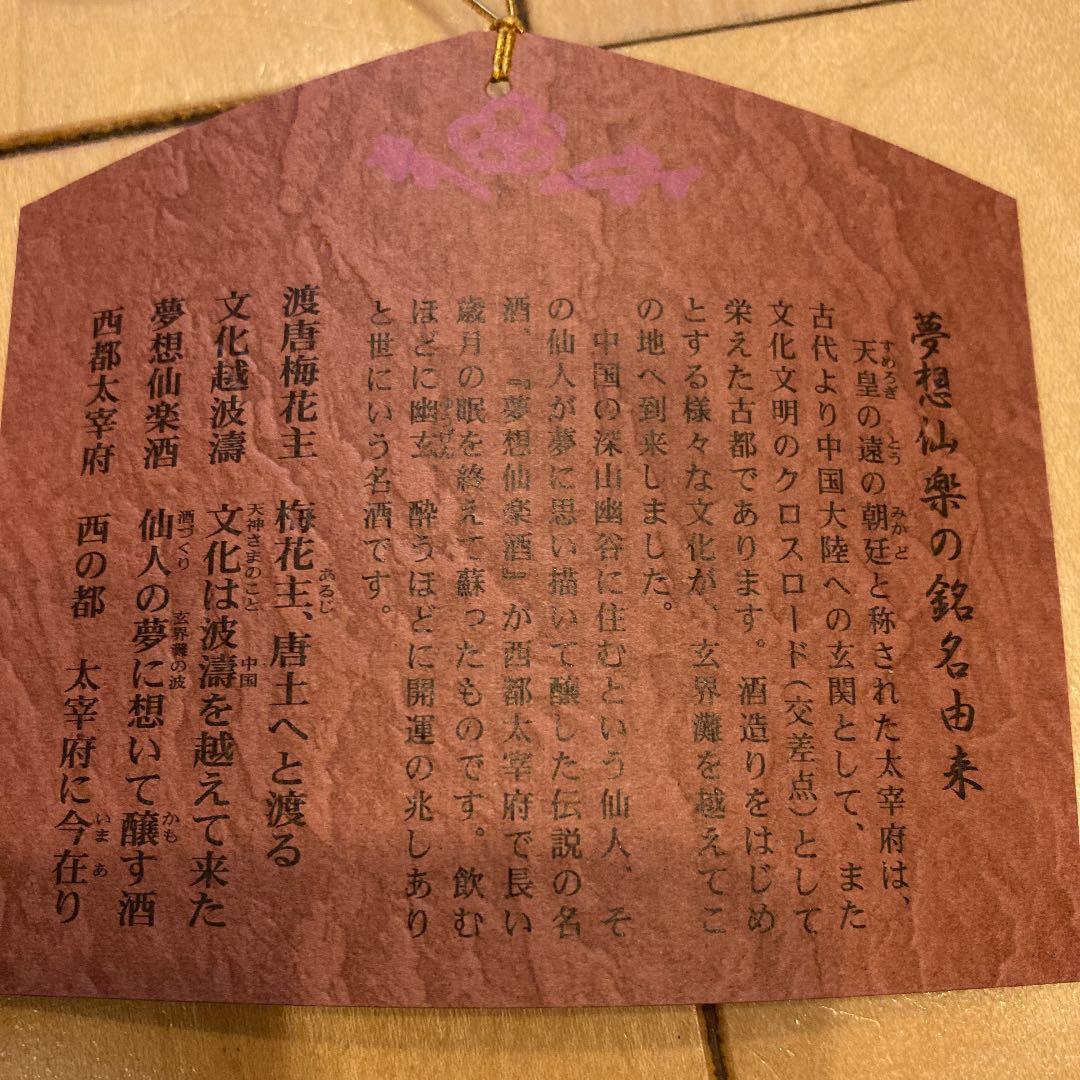 夢想仙楽の銘名由来
天皇の遠の朝廷と称された太宰府は、
すめろぎ
とう
みかど
古代より中国大陸への玄関として、また
文化文明のクロスロード(交差点)として
栄えた古都であります。酒造りをはじめ
とする様々な文化が、玄界灘を越えてこ
の地へ到来しました。
中国の深山幽谷に住むという仙人、そ
の仙人が夢に思い描いて醸した伝説の名
酒、『夢想仙楽酒』が西都太宰府で長い
歳月の眠を終えて蘇ったものです。飲む
ほどに幽玄、酔うほどに開運の兆しあり
ゆうげん
と世にいう名酒です。
渡唐梅花主 梅花主、唐土へと渡る
あるじ
天神さまのこと
中国
文化越波濤 文化は波濤を越えて来た
酒づくり
玄界灘の波
夢想仙楽酒 仙人の夢に想いて醸す酒
かも
西都太宰府 西の都 太宰府に今在り
いま あ